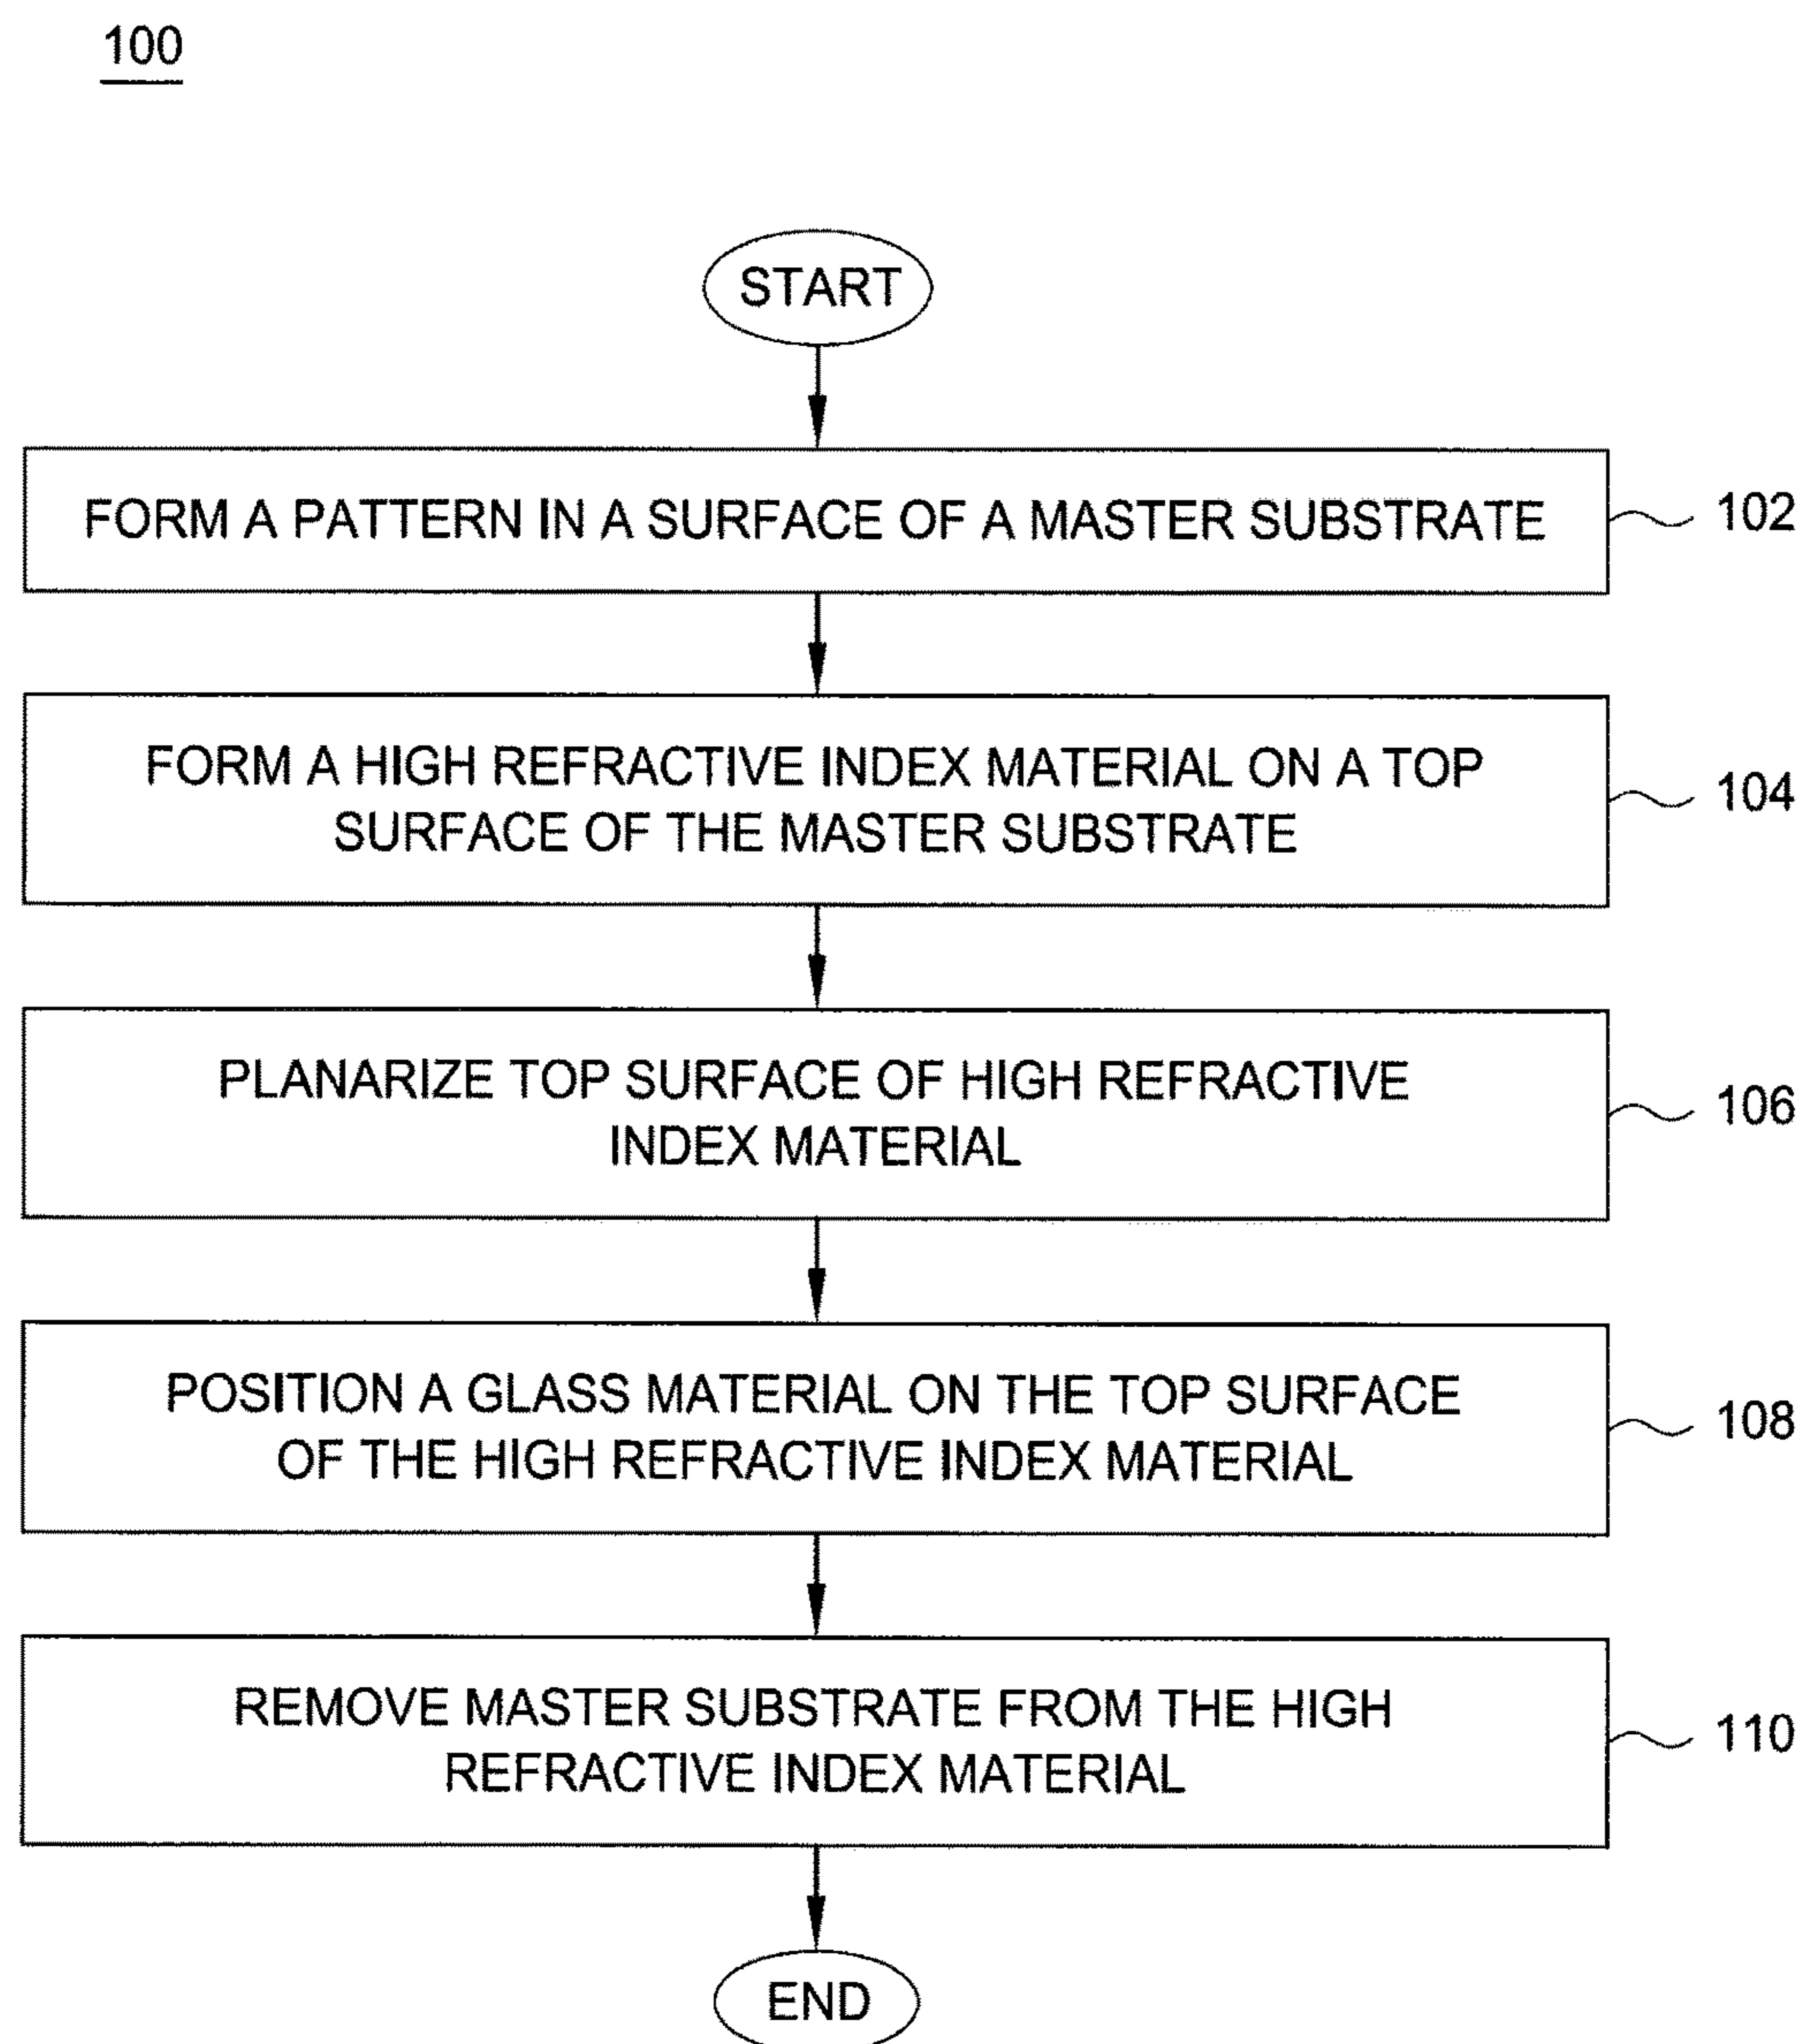 100
START
FORM A PATTERN IN A SURFACE OF A MASTER SUBSTRATE
102
FORM A HIGH REFRACTIVE INDEX MATERIAL ON A TOP
SURFACE OF THE MASTER SUBSTRATE
104
PLANARIZE TOP SURFACE OF HIGH REFRACTIVE
INDEX MATERIAL
106
POSITION A GLASS MATERIAL ON THE TOP SURFACE
OF THE HIGH REFRACTIVE INDEX MATERIAL
108
REMOVE MASTER SUBSTRATE FROM THE HIGH
REFRACTIVE INDEX MATERIAL
110
END